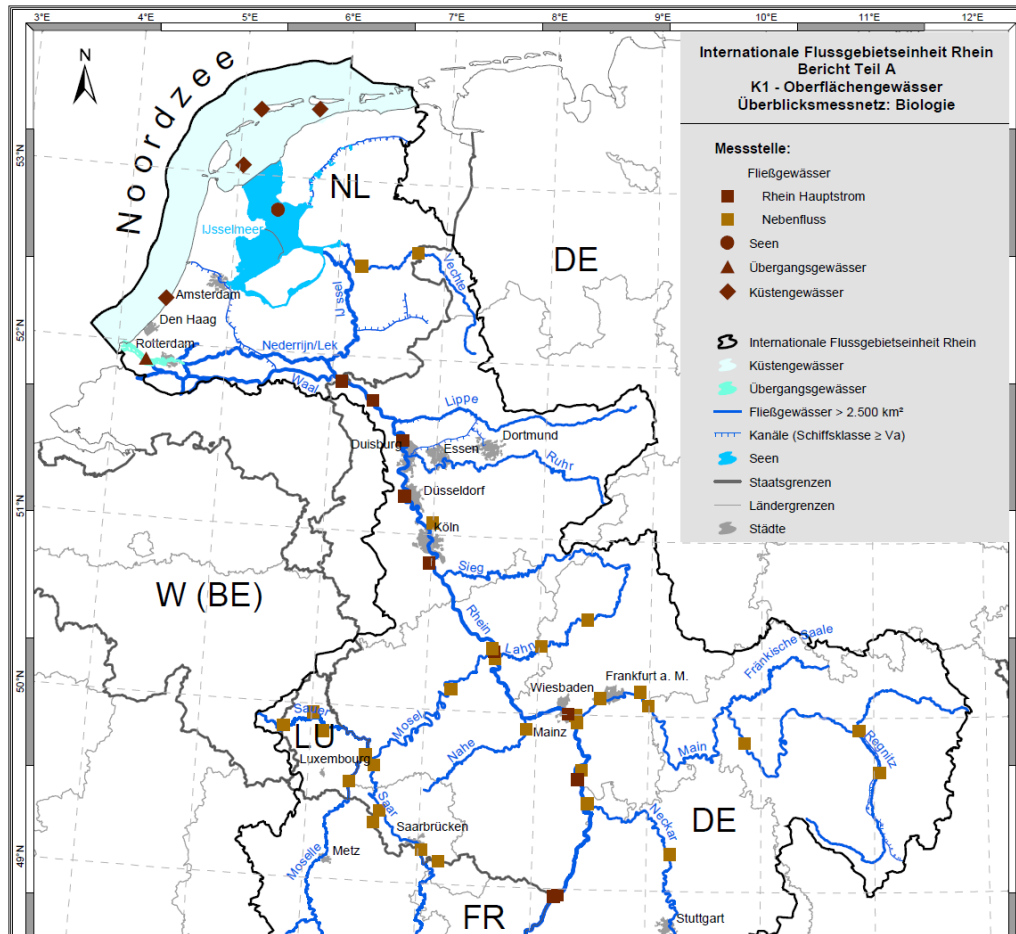 3°E 4°E 5°E 6°E 7°E 8°E 9°E 10°E 11°E 12°E
N
Noordzee
Internationale Flussgebietseinheit Rhein
Bericht Teil A
K1 - Oberflächengewässer
Überblicksmessnetz: Biologie
Messstelle:
Fließgewässer
Rhein Hauptstrom
Nebenfluss
Seen
Übergangsgewässer
Küstengewässer
Internationale Flussgebietseinheit Rhein
Küstengewässer
Übergangsgewässer
Fließgewässer > 2.500 km²
Kanäle (Schiffsklasse ≥ Va)
Seen
Staatsgrenzen
Ländergrenzen
Städte
53°N
NL
IJsselmeer
DE
Vechte
Amsterdam
IJssel
Den Haag
52°N
Rotterdam
Nederrijn/Lek
Waal
Lippe
Duisburg
Essen
Dortmund
Ruhr
Düsseldorf
51°N
Köln
Sieg
W (BE)
Rhein
Lahn
Fränkische Saale
50°N
Wiesbaden
Frankfurt a. M.
Sauer
Mosel
Mainz
LU
Nahe
Main
Regnitz
Luxembourg
Saar
DE
Saarbrücken
Neckar
49°N
Moselle
Metz
FR
Stuttgart